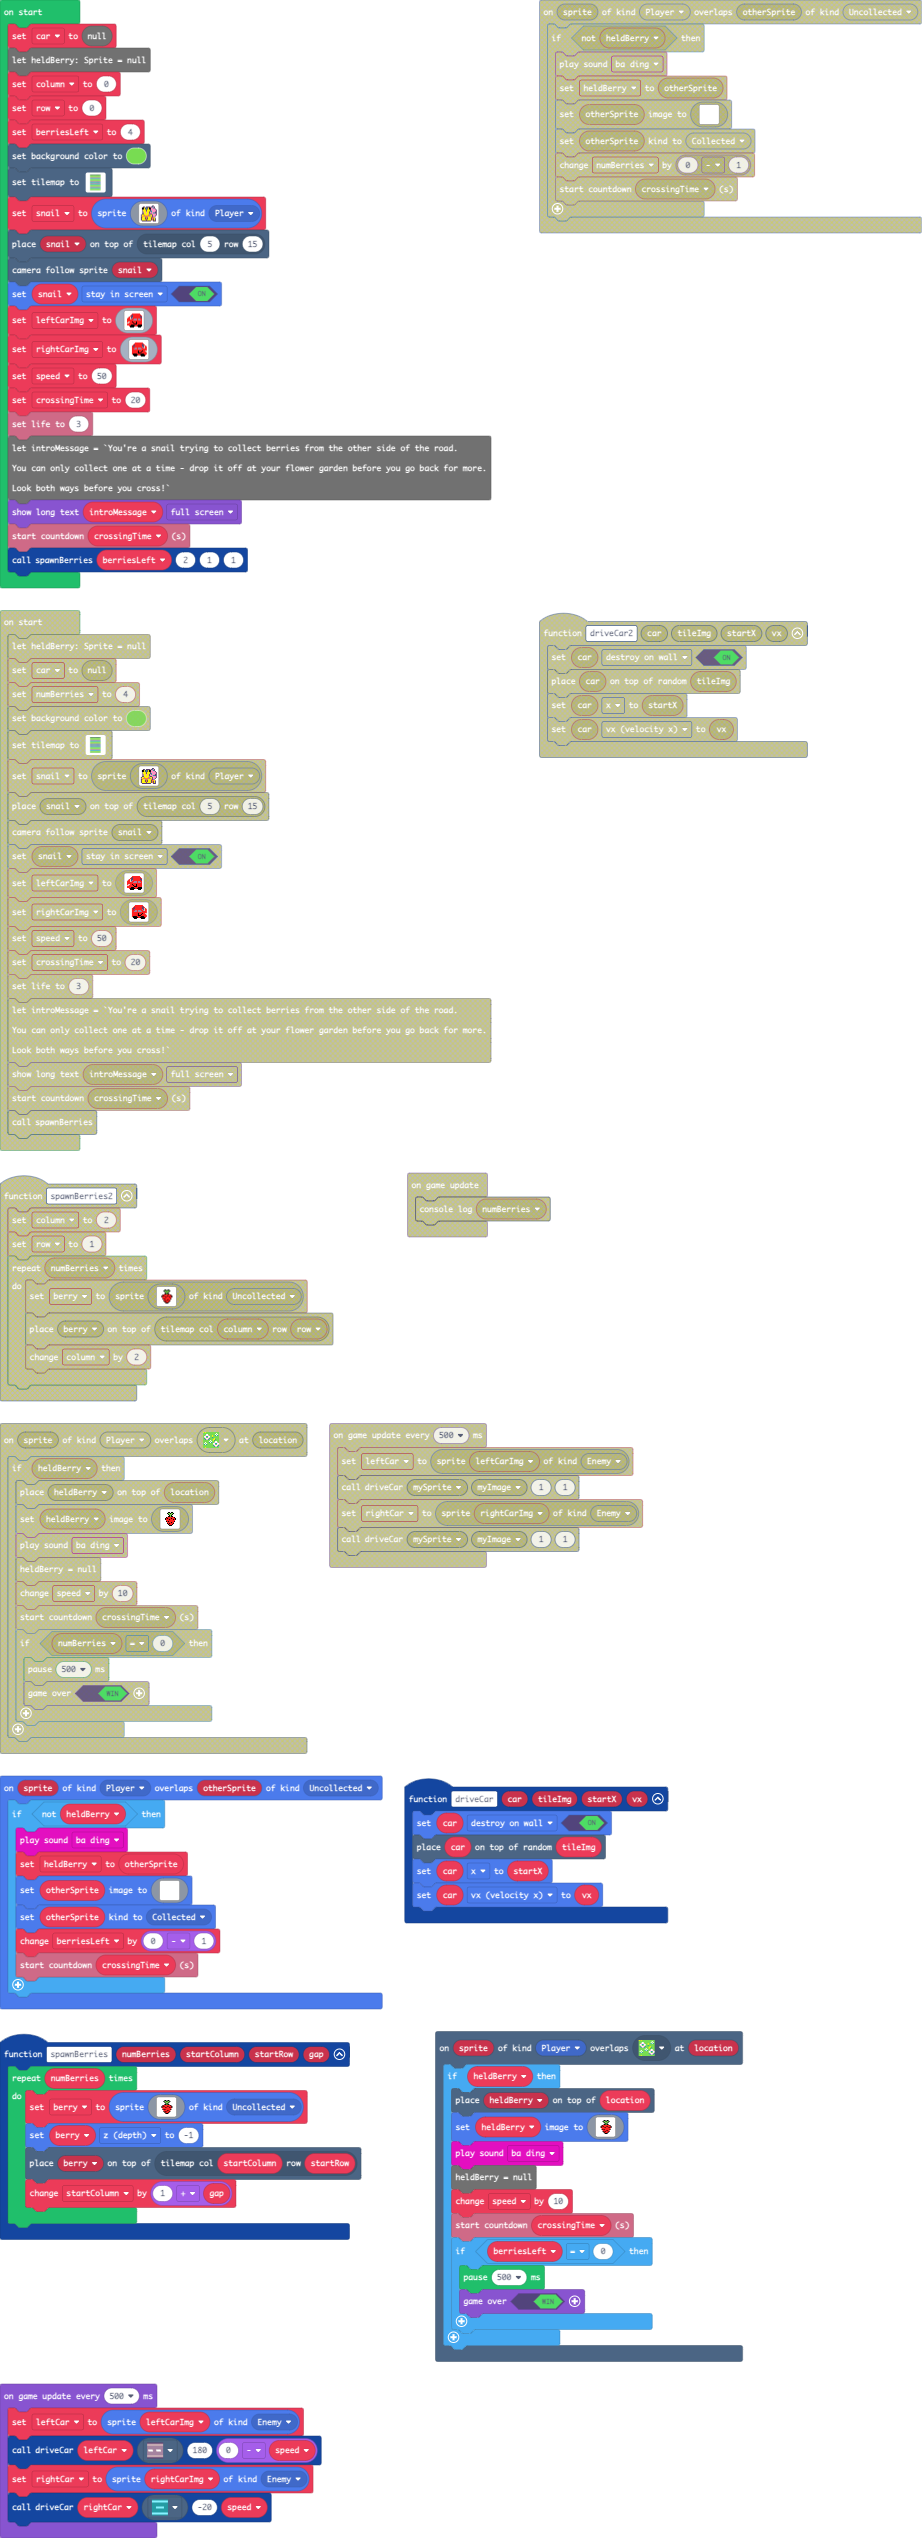 on start
set car to null
let heldBerry: Sprite = null
set column to 0
set row to 0
set berriesLeft to 4
set background color to
set tilemap to
set snail to sprite of kind Player
place snail on top of tilemap col 5 row 15
camera follow sprite snail
set snail stay in screen ON
set leftCarImg to
set rightCarImg to
set speed to 50
set crossingTime to 20
set life to 3
let introMessage = `You're a snail trying to collect berries from the other side of the road.
You can only collect one at a time - drop it off at your flower garden before you go back for more.
Look both ways before you cross!`
show long text introMessage full screen
start countdown crossingTime (s)
call spawnBerries berriesLeft 2 1 1
on sprite of kind Player overlaps otherSprite of kind Uncollected
if not heldBerry then
play sound ba ding
set heldBerry to otherSprite
set otherSprite image to
set otherSprite kind to Collected
change numBerries by 0 - 1
start countdown crossingTime (s)
on start
let heldBerry: Sprite = null
set car to null
set numBerries to 4
set background color to
set tilemap to
set snail to sprite of kind Player
place snail on top of tilemap col 5 row 15
camera follow sprite snail
set snail stay in screen ON
set leftCarImg to
set rightCarImg to
set speed to 50
set crossingTime to 20
set life to 3
let introMessage = `You're a snail trying to collect berries from the other side of the road.
You can only collect one at a time - drop it off at your flower garden before you go back for more.
Look both ways before you cross!`
show long text introMessage full screen
start countdown crossingTime (s)
call spawnBerries
function driveCar2 car tileImg startX vx
set car destroy on wall ON
place car on top of random tileImg
set car x to startX
set car vx (velocity x) to vx
function spawnBerries2
set column to 2
set row to 1
repeat numBerries times
do
set berry to sprite of kind Uncollected
place berry on top of tilemap col column row row
change column by 2
on game update
console log numBerries
on sprite of kind Player overlaps at location
if heldBerry then
place heldBerry on top of location
set heldBerry image to
play sound ba ding
heldBerry = null
change speed by 10
start countdown crossingTime (s)
if numBerries = 0 then
pause 500 ms
game over WIN
on game update every 500 ms
set leftCar to sprite leftCarImg of kind Enemy
call driveCar mySprite myImage 1 1
set rightCar to sprite rightCarImg of kind Enemy
call driveCar mySprite myImage 1 1
on sprite of kind Player overlaps otherSprite of kind Uncollected
if not heldBerry then
play sound ba ding
set heldBerry to otherSprite
set otherSprite image to
set otherSprite kind to Collected
change berriesLeft by 0 - 1
start countdown crossingTime (s)
function driveCar car tileImg startX vx
set car destroy on wall ON
place car on top of random tileImg
set car x to startX
set car vx (velocity x) to vx
function spawnBerries numBerries startColumn startRow gap
repeat numBerries times
do
set berry to sprite of kind Uncollected
set berry z (depth) to -1
place berry on top of tilemap col startColumn row startRow
change startColumn by 1 + gap
on sprite of kind Player overlaps at location
if heldBerry then
place heldBerry on top of location
set heldBerry image to
play sound ba ding
heldBerry = null
change speed by 10
start countdown crossingTime (s)
if berriesLeft = 0 then
pause 500 ms
game over WIN
on game update every 500 ms
set leftCar to sprite leftCarImg of kind Enemy
call driveCar leftCar 180 0 - speed
set rightCar to sprite rightCarImg of kind Enemy
call driveCar rightCar -20 speed